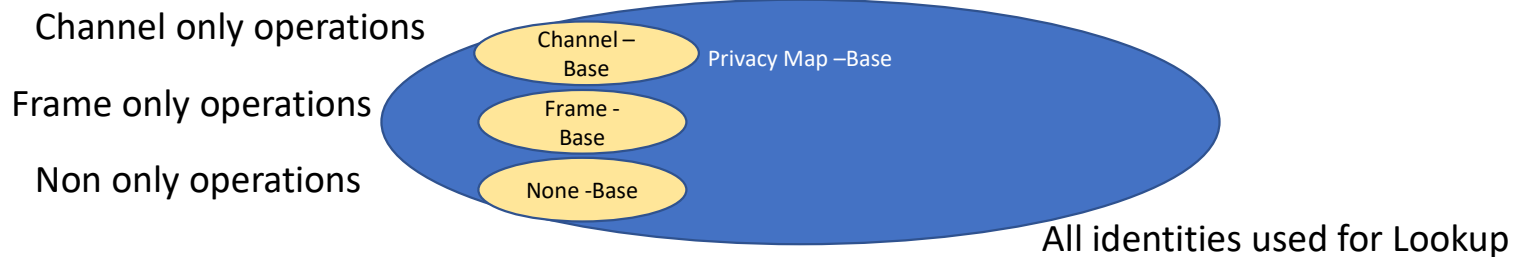 Channel only operations
Channel –
Base
Privacy Map –Base
Frame only operations
Frame -
Base
Non only operations
None -Base
All identities used for Lookup